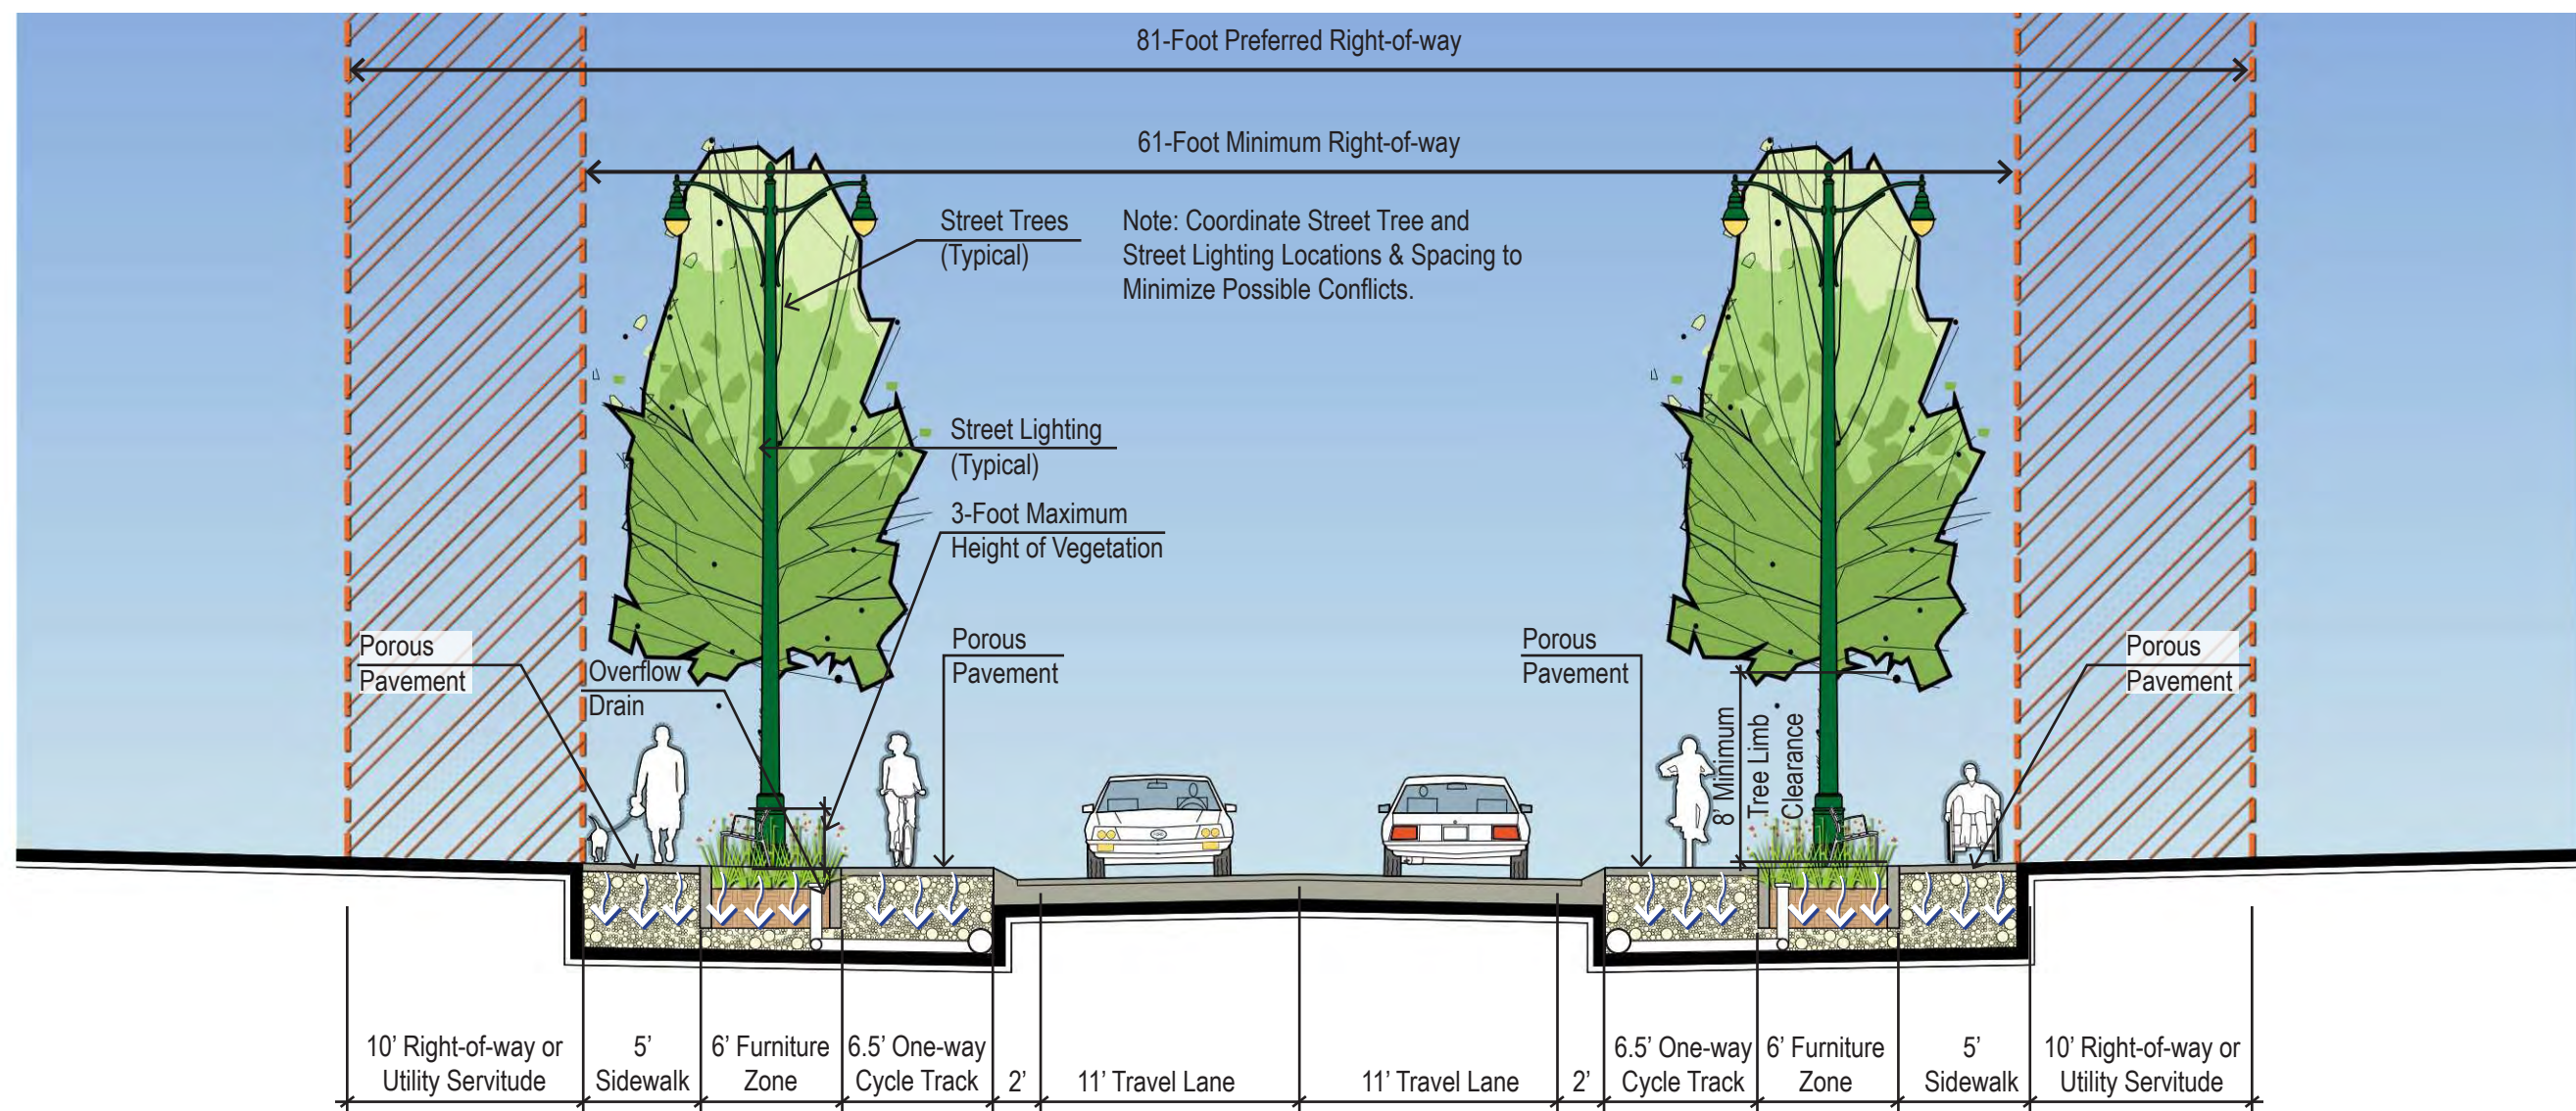 81-Foot Preferred Right-of-way
61-Foot Minimum Right-of-way
Street Trees
(Typical)
Note: Coordinate Street Tree and
Street Lighting Locations & Spacing to
Minimize Possible Conflicts.
Street Lighting
(Typical)
3-Foot Maximum
Height of Vegetation
Porous
Pavement
Overflow
Drain
Porous
Pavement
Porous
Pavement
8’ Minimum
Tree Limb
Clearance
Porous
Pavement
10’ Right-of-way or
Utility Servitude
5’
Sidewalk
6’ Furniture
Zone
6.5’ One-way
Cycle Track
2’
11’ Travel Lane
11’ Travel Lane
2’
6.5’ One-way
Cycle Track
6’ Furniture
Zone
5’
Sidewalk
10’ Right-of-way or
Utility Servitude